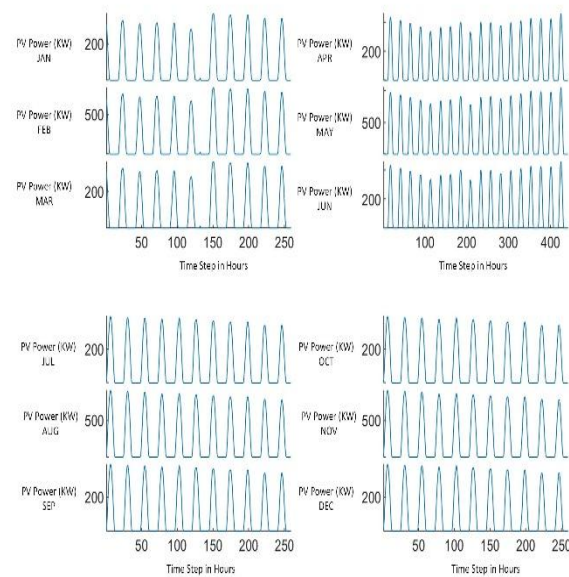 PV Power (KW)
JAN
200
PV Power (KW)
FEB
500
PV Power (KW)
MAR
200
50 100 150 200 250
Time Step in Hours
PV Power (KW)
APR
200
PV Power (KW)
MAY
500
PV Power (KW)
JUN
200
100 200 300 400
Time Step in Hours
PV Power (KW)
JUL
200
PV Power (KW)
AUG
500
PV Power (KW)
SEP
200
50 100 150 200 250
Time Step in Hours
PV Power (KW)
OCT
200
PV Power (KW)
NOV
500
PV Power (KW)
DEC
200
50 100 150 200 250
Time Step in Hours